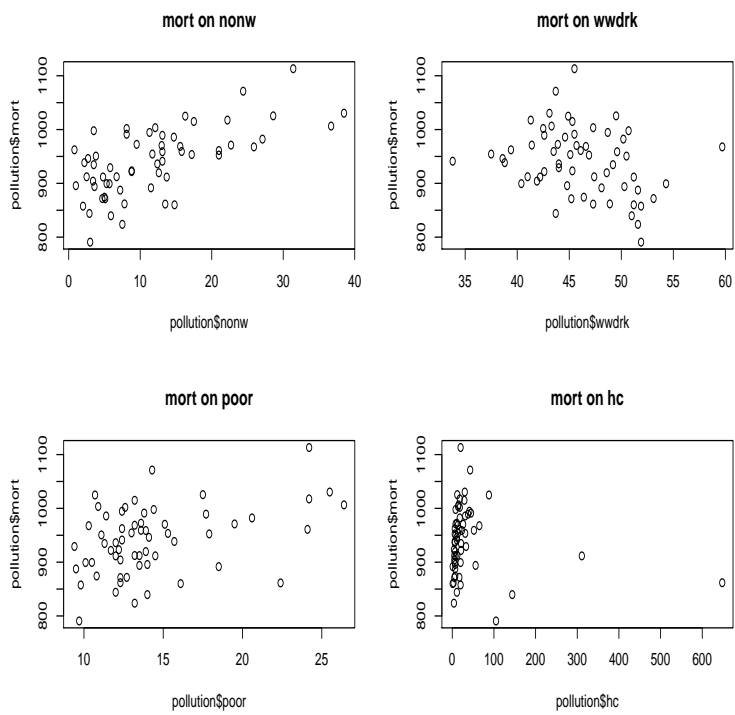 mort on nonw
pollution$mort
800 900 1000 1100
0 10 20 30 40
pollution$nonw
mort on wwdrk
pollution$mort
800 900 1000 1100
35 40 45 50 55 60
pollution$wwdrk
mort on poor
pollution$mort
800 900 1000 1100
10 15 20 25
pollution$poor
mort on hc
pollution$mort
800 900 1000 1100
0 100 200 300 400 500 600
pollution$hc